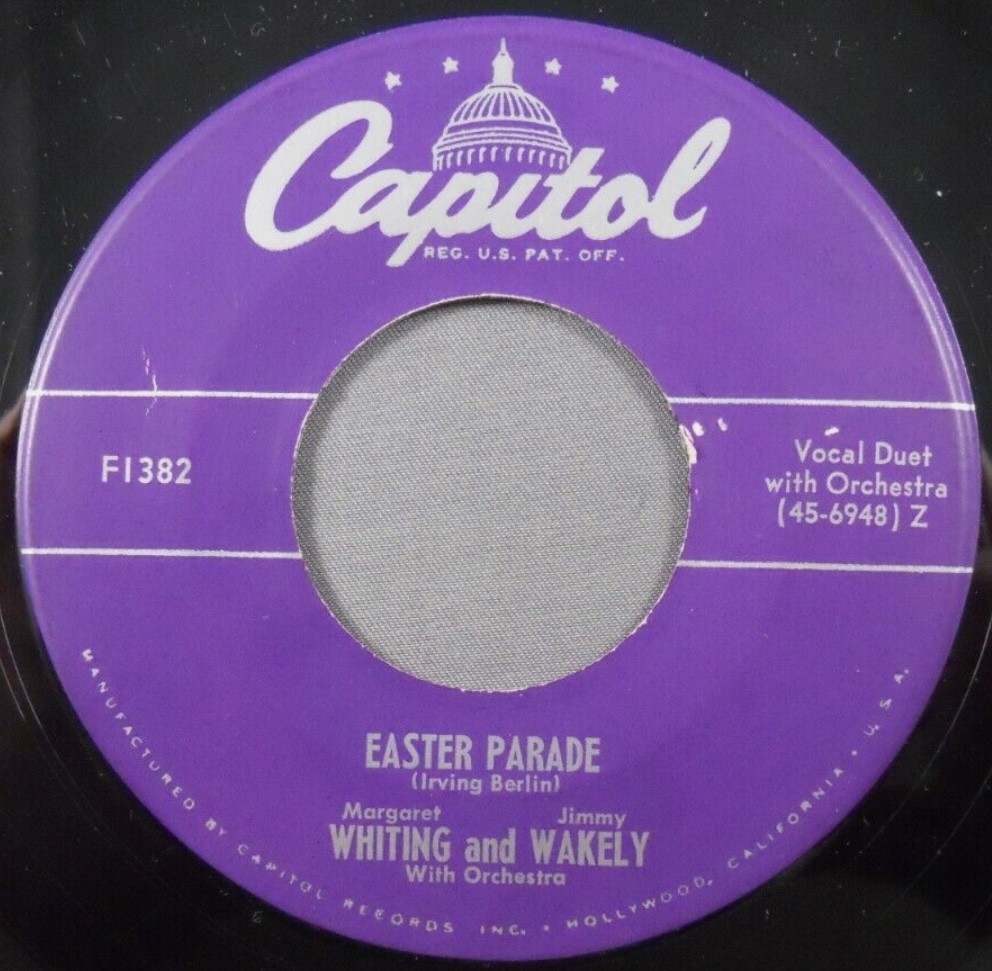 Capitol
REG. U.S. PAT. OFF.
F1382
Vocal Duet
with Orchestra
(45-6948) Z
EASTER PARADE
(Irving Berlin)
Margaret Jimmy
WHITING and WAKELY
With Orchestra
MANUFACTURED BY CAPITOL RECORDS INC. • HOLLYWOOD, CALIFORNIA • U.S.A.